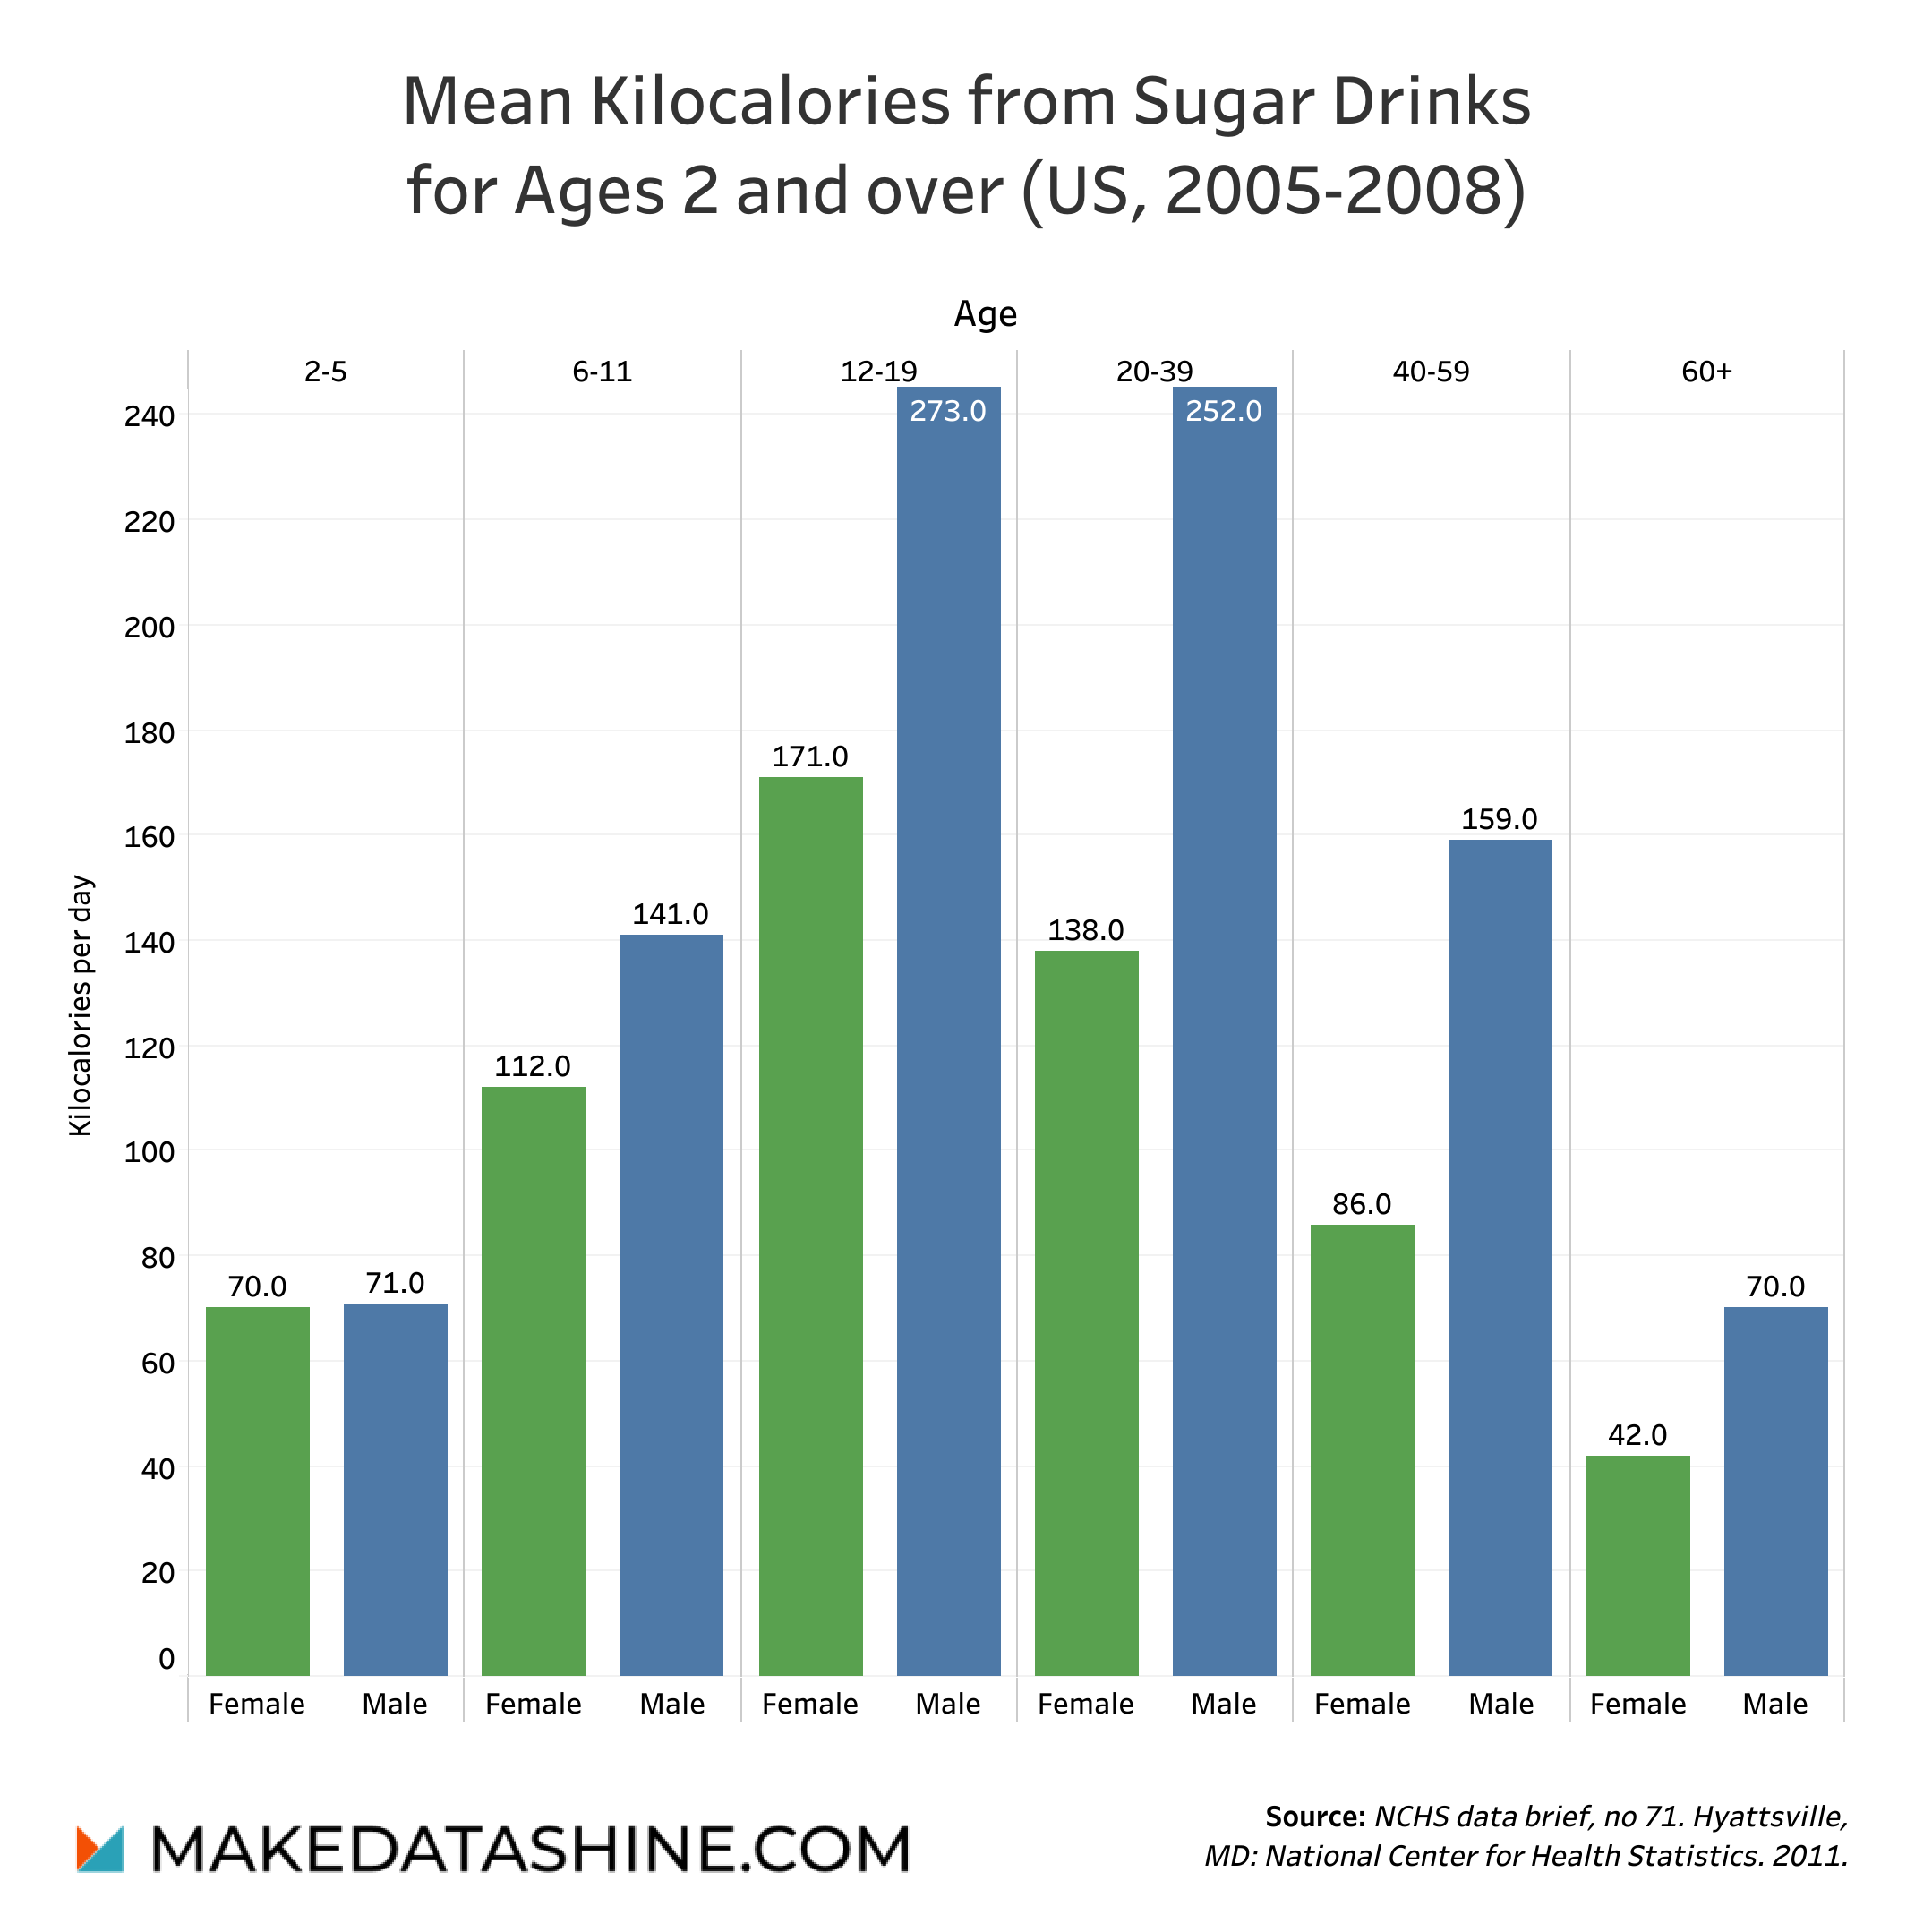 Mean Kilocalories from Sugar Drinks
for Ages 2 and over (US, 2005-2008)
Age
2-5 6-11 12-19 20-39 40-59 60+
Kilocalories per day
240
220
200
180
160
140
120
100
80
60
40
20
0
70.0 71.0 112.0 141.0 171.0 273.0 138.0 252.0 86.0 159.0 42.0 70.0
Female Male Female Male Female Male Female Male Female Male Female Male
MAKEDATASHINE.COM
Source: NCHS data brief, no 71. Hyattsville,
MD: National Center for Health Statistics. 2011.